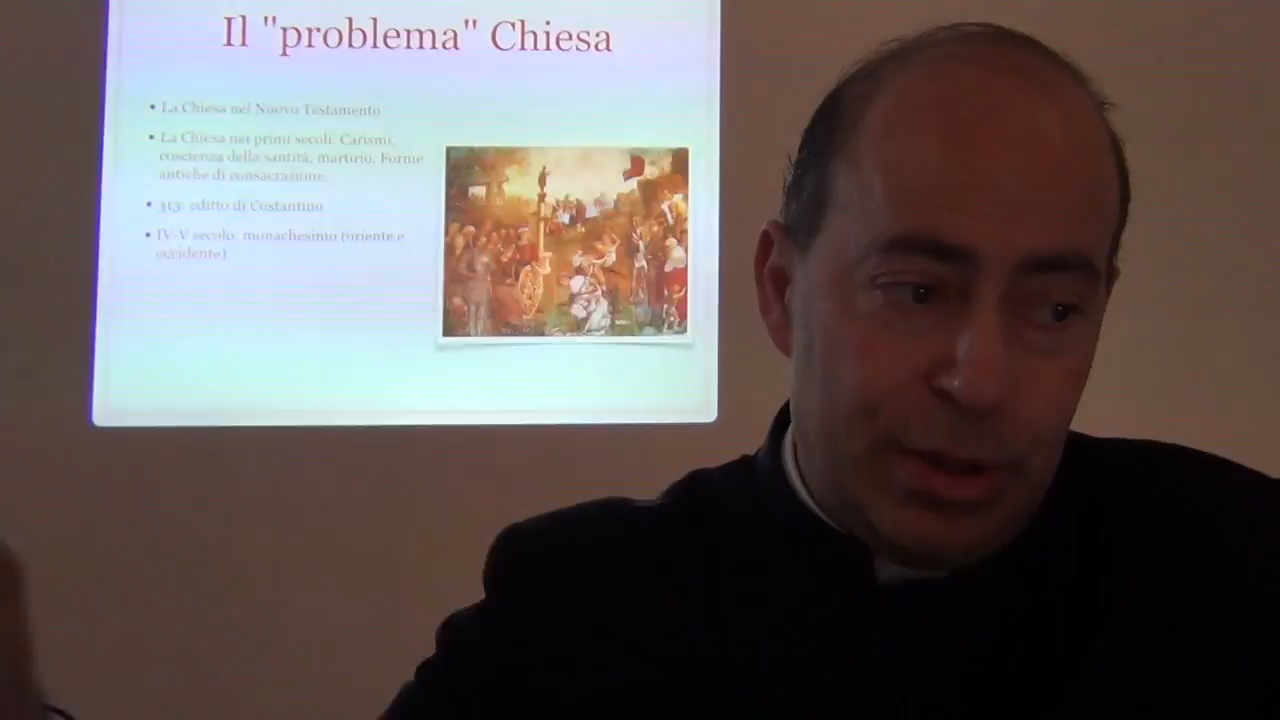 Il "problema" Chiesa
• La Chiesa nel Nuovo Testamento
• La Chiesa nei primi secoli. Carismi,
coscienza della santità, martirio. Forme
antiche di consacrazione.
• 313: editto di Costantino
• IV-V secolo: monachesimo (oriente e
occidente)